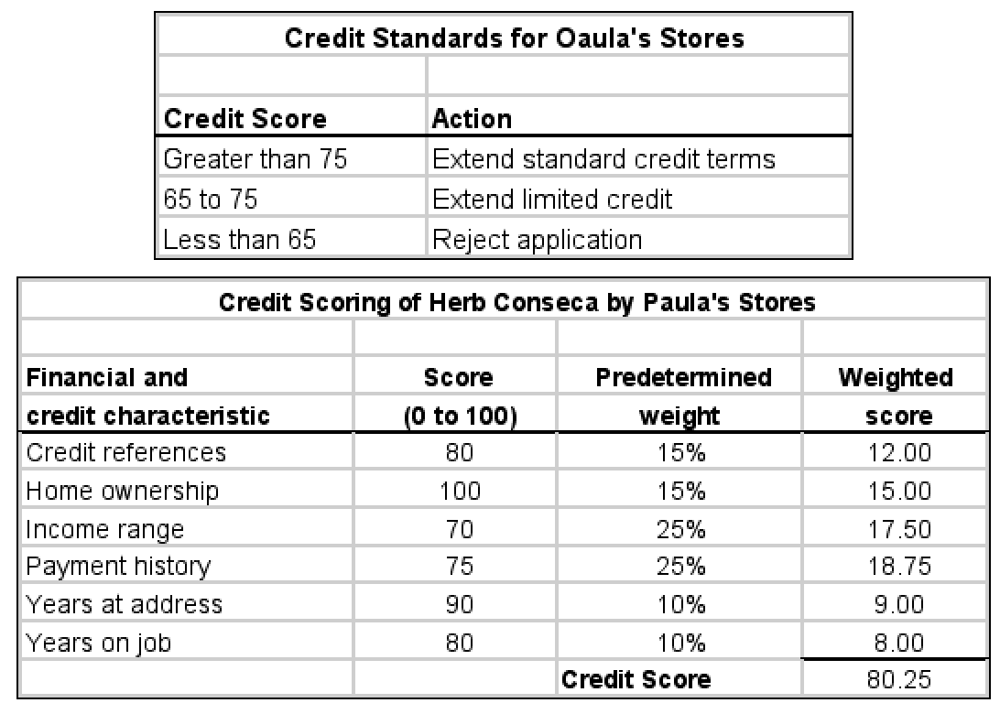 Credit Standards for Oaula's Stores
Credit Score Action
Greater than 75 Extend standard credit terms
65 to 75 Extend limited credit
Less than 65 Reject application
Credit Scoring of Herb Conseca by Paula's Stores
Financial and Score Predetermined Weighted
credit characteristic (0 to 100) weight score
Credit references 80 15% 12.00
Home ownership 100 15% 15.00
Income range 70 25% 17.50
Payment history 75 25% 18.75
Years at address 90 10% 9.00
Years on job 80 10% 8.00
Credit Score 80.25